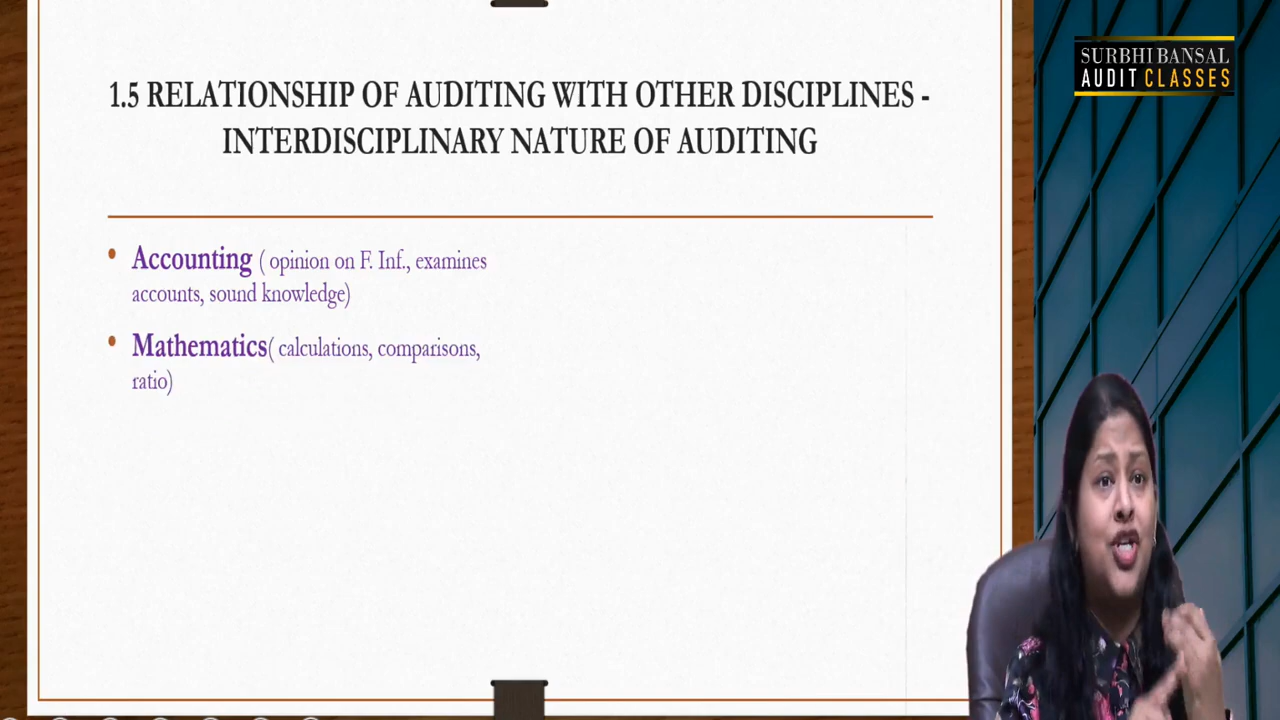 1.5 RELATIONSHIP OF AUDITING WITH OTHER DISCIPLINES -
INTERDISCIPLINARY NATURE OF AUDITING
• Accounting ( opinion on F. Inf., examines
accounts, sound knowledge)
• Mathematics( calculations, comparisons,
ratio)
SURBHI BANSAL
AUDIT CLASSES